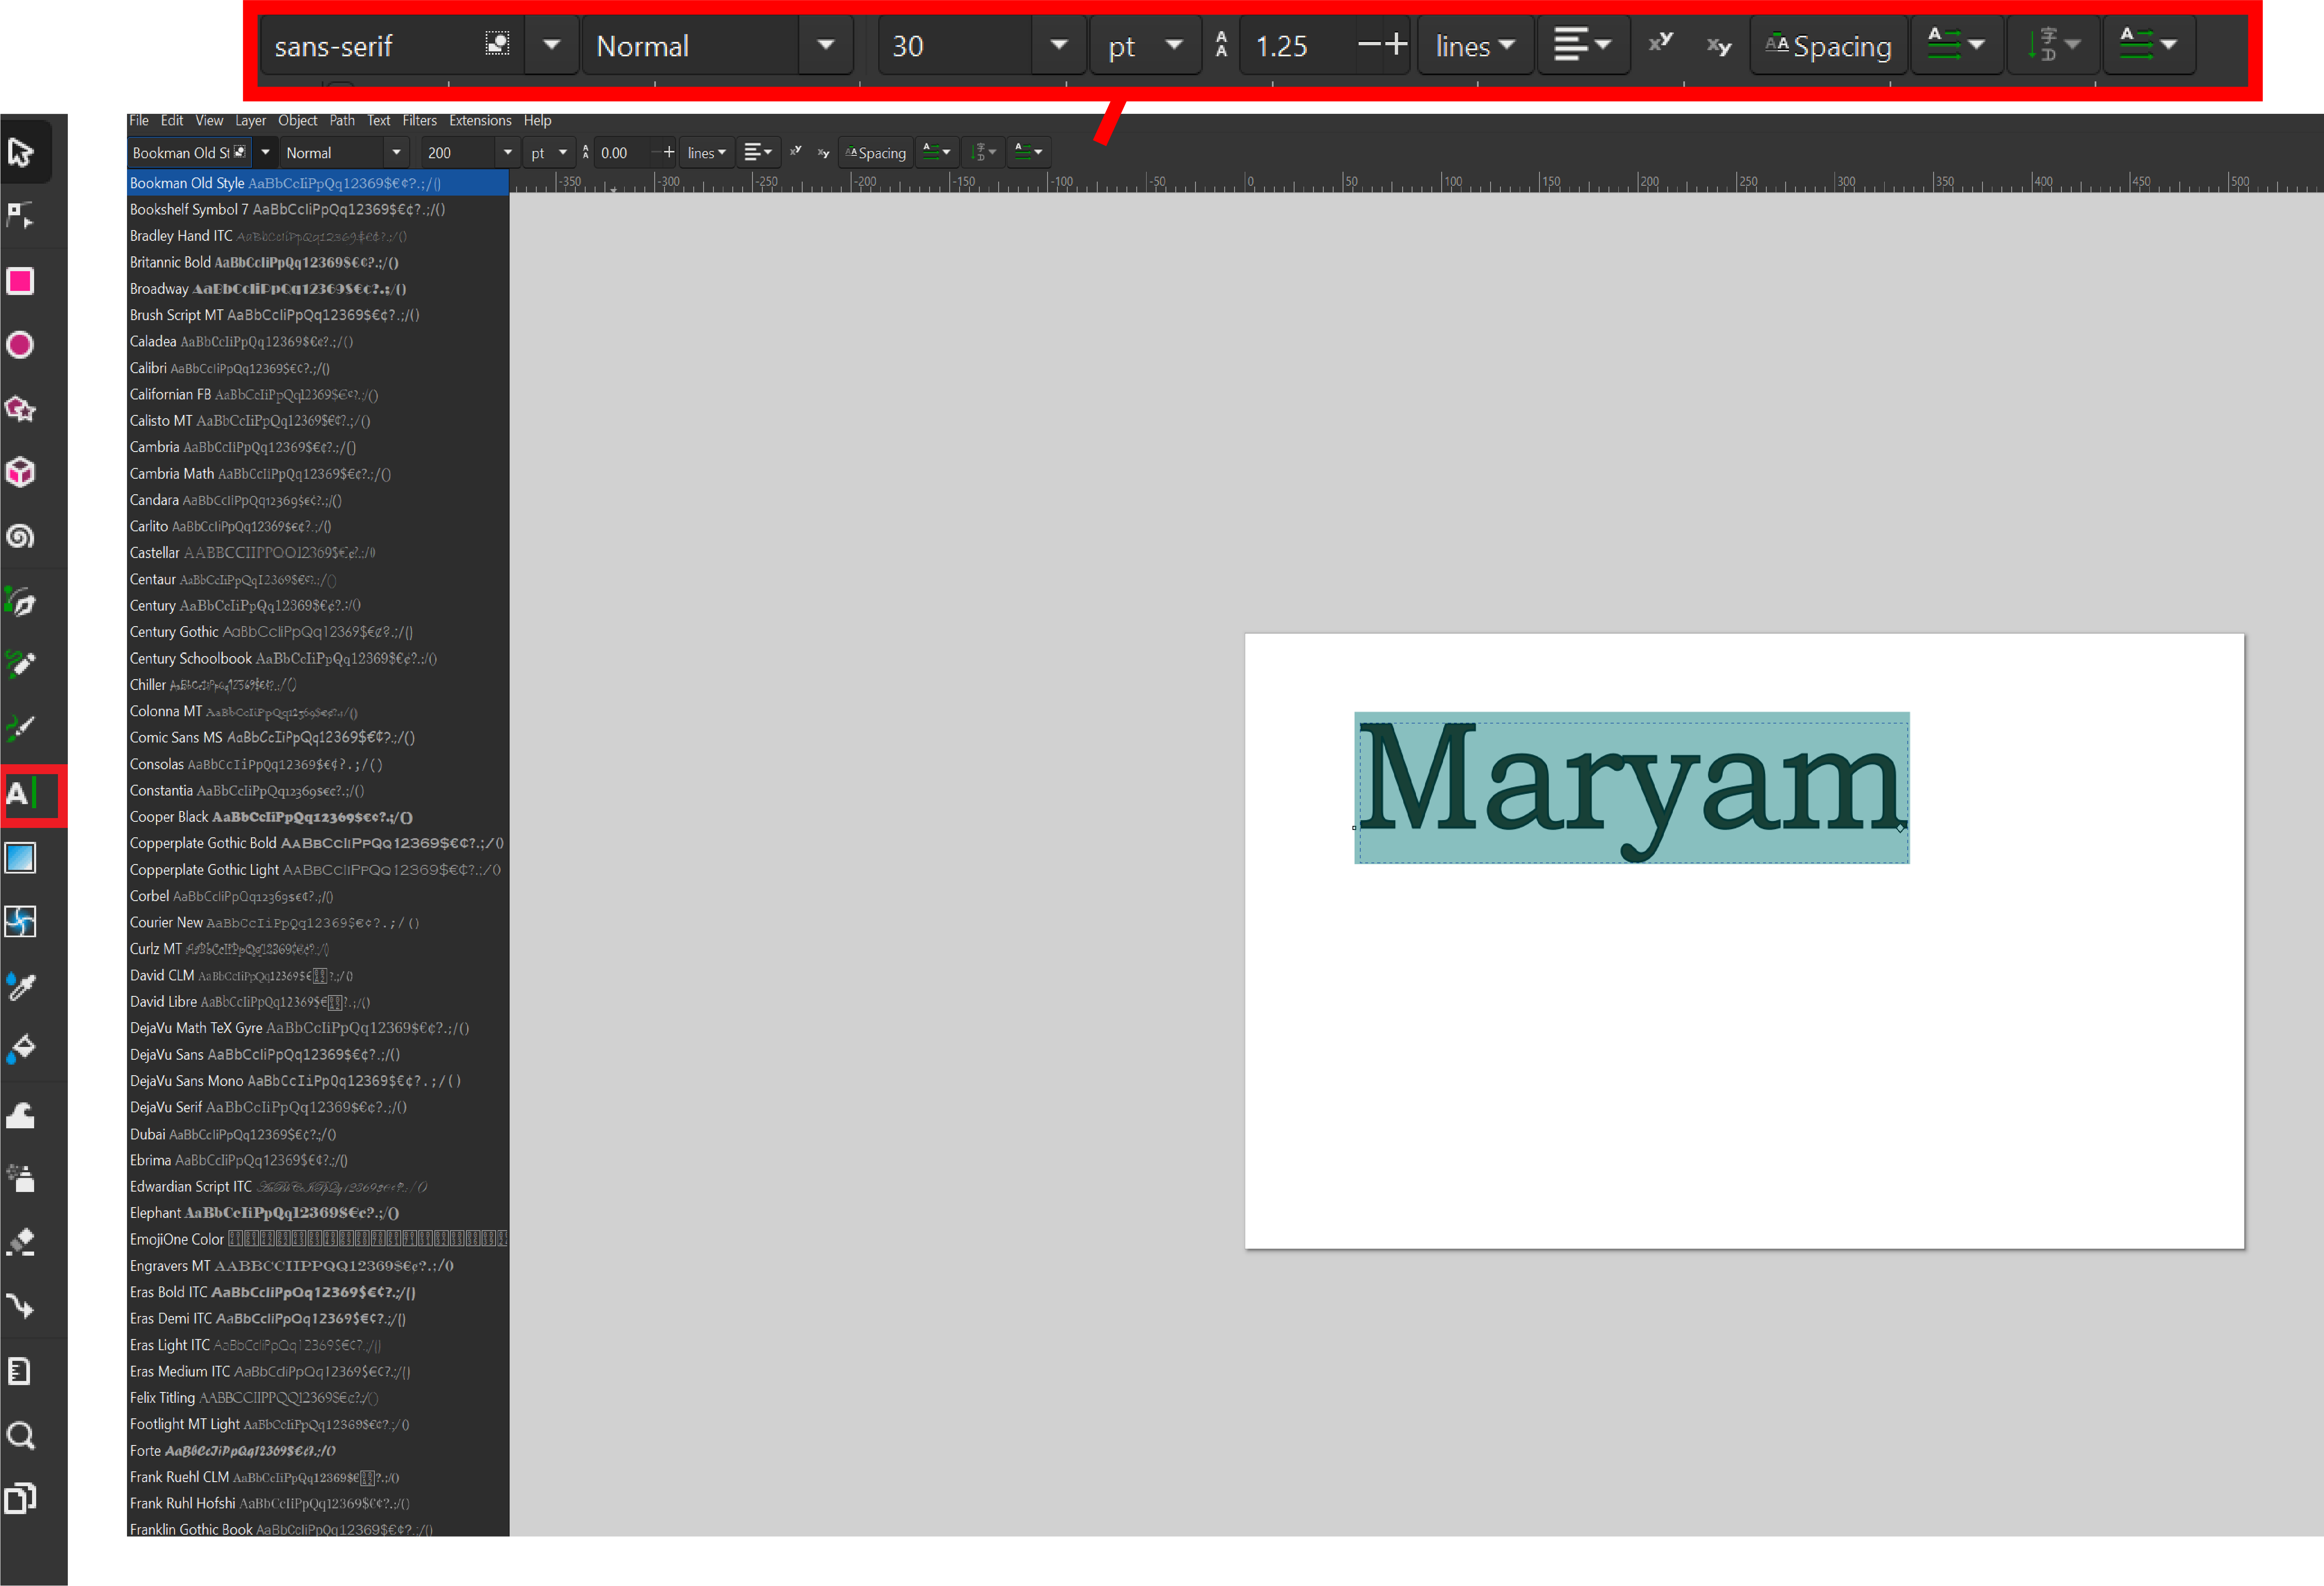 sans-serif Normal 30 pt 1.25 lines xy xy AA Spacing
File Edit View Layer Object Path Text Filters Extensions Help
Bookman Old St Normal 200 pt 0.00 lines xy xy AA Spacing
-350 -300 -250 -200 -150 -100 -50 0 50 100 150 200 250 300 350 400 450 500
Bookman Old Style AaBbCcIiPpQq12369$€¢?.;/()
Bookshelf Symbol 7 AaBbCcIiPpQq12369$€¢?.;/()
Bradley Hand ITC AaBbCcIiPpQq12369$€¢?.;/()
Britannic Bold AaBbCcIiPpQq12369$€¢?.;/()
Broadway AaBbCcIiPpQq12369$€¢?.;/()
Brush Script MT AaBbCcIiPpQq12369$€¢?.;/()
Caladea AaBbCcIiPpQq12369$€¢?.;/()
Calibri AaBbCcIiPpQq12369$€¢?.;/()
Californian FB AaBbCcIiPpQq12369$€¢?.;/()
Calisto MT AaBbCcIiPpQq12369$€¢?.;/()
Cambria AaBbCcIiPpQq12369$€¢?.;/()
Cambria Math AaBbCcIiPpQq12369$€¢?.;/()
Candara AaBbCcIiPpQq12369$€¢?.;/()
Carlito AaBbCcIiPpQq12369$€¢?.;/()
Castellar AABBCCIIPPQQ12369$€¢?.;/()
Centaur AaBbCcIiPpQq12369$€¢?.;/()
Century AaBbCcIiPpQq12369$€¢?.;/()
Century Gothic AaBbCcIiPpQq12369$€¢?.;/()
Century Schoolbook AaBbCcIiPpQq12369$€¢?.;/()
Chiller AaBbCcIiPpQq12369$€¢?.;/()
Colonna MT AaBbCcIiPpQq12369$€¢?.;/()
Comic Sans MS AaBbCcIiPpQq12369$€¢?.;/()
Consolas AaBbCcIiPpQq12369$€¢?.;/()
Constantia AaBbCcIiPpQq12369$€¢?.;/()
Cooper Black AaBbCcIiPpQq12369$€¢?.;/()
Copperplate Gothic Bold AaBbCcIiPpQq12369$€¢?.;/()
Copperplate Gothic Light AaBbCcIiPpQq12369$€¢?.;/()
Corbel AaBbCcIiPpQq12369$€¢?.;/()
Courier New AaBbCcIiPpQq12369$€¢?.;/()
Curlz MT AaBbCcIiPpQq12369$€¢?.;/()
David CLM AaBbCcIiPpQq12369$€?.;/()
David Libre AaBbCcIiPpQq12369$€?.;/()
DejaVu Math TeX Gyre AaBbCcIiPpQq12369$€¢?.;/()
DejaVu Sans AaBbCcIiPpQq12369$€¢?.;/()
DejaVu Sans Mono AaBbCcIiPpQq12369$€¢?.;/()
DejaVu Serif AaBbCcIiPpQq12369$€¢?.;/()
Dubai AaBbCcIiPpQq12369$€¢?.;/()
Ebrima AaBbCcIiPpQq12369$€¢?.;/()
Edwardian Script ITC AaBbCcIiPpQq12369$€¢?.;/()
Elephant AaBbCcIiPpQq12369$€¢?.;/()
EmojiOne Color
Engravers MT AABBCCIIPPQQ12369$€¢?.;/()
Eras Bold ITC AaBbCcIiPpQq12369$€¢?.;/()
Eras Demi ITC AaBbCcIiPpQq12369$€¢?.;/()
Eras Light ITC AaBbCcIiPpQq12369$€¢?.;/()
Eras Medium ITC AaBbCcIiPpQq12369$€¢?.;/()
Felix Titling AABBCCIIPPQQ12369$€¢?.;/()
Footlight MT Light AaBbCcIiPpQq12369$€¢?.;/()
Forte AaBbCcIiPpQq12369$€¢?.;/()
Frank Ruehl CLM AaBbCcIiPpQq12369$€?.;/()
Frank Ruhl Hofshi AaBbCcIiPpQq12369$€¢?.;/()
Franklin Gothic Book AaBbCcIiPpQq12369$€¢?.;/()
Maryam